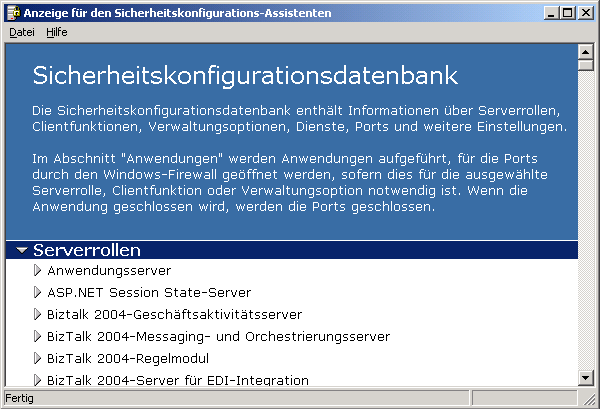 Anzeige für den Sicherheitskonfigurations-Assistenten
Datei Hilfe
Sicherheitskonfigurationsdatenbank
Die Sicherheitskonfigurationsdatenbank enthält Informationen über Serverrollen,
Clientfunktionen, Verwaltungsoptionen, Dienste, Ports und weitere Einstellungen.
Im Abschnitt "Anwendungen" werden Anwendungen aufgeführt, für die Ports
durch den Windows-Firewall geöffnet werden, sofern dies für die ausgewählte
Serverrolle, Clientfunktion oder Verwaltungsoption notwendig ist. Wenn die
Anwendung geschlossen wird, werden die Ports geschlossen.
Serverrollen
Anwendungsserver
ASP.NET Session State-Server
Biztalk 2004-Geschäftsaktivitätsserver
BizTalk 2004-Messaging- und Orchestrierungsserver
BizTalk 2004-Regelmodul
BizTalk 2004-Server für EDI-Integration
Fertig